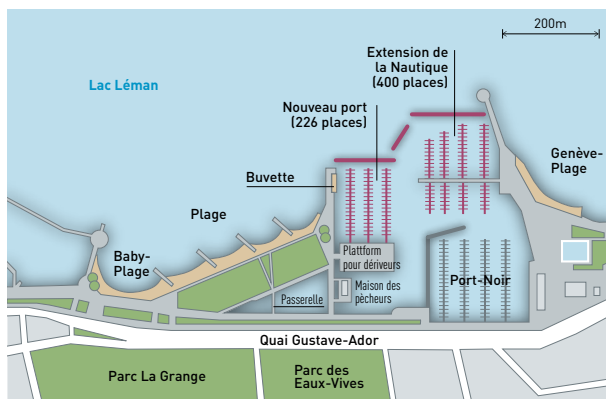 200m
Extension de
la Nautique
(400 places)
Lac Léman
Nouveau port
(226 places)
Genève-
Plage
Buvette
Plage
Baby-
Plage
Plattform
pour dériveurs
Port-Noir
Maison des
pêcheurs
Passerelle
Quai Gustave-Ador
Parc La Grange
Parc des
Eaux-Vives